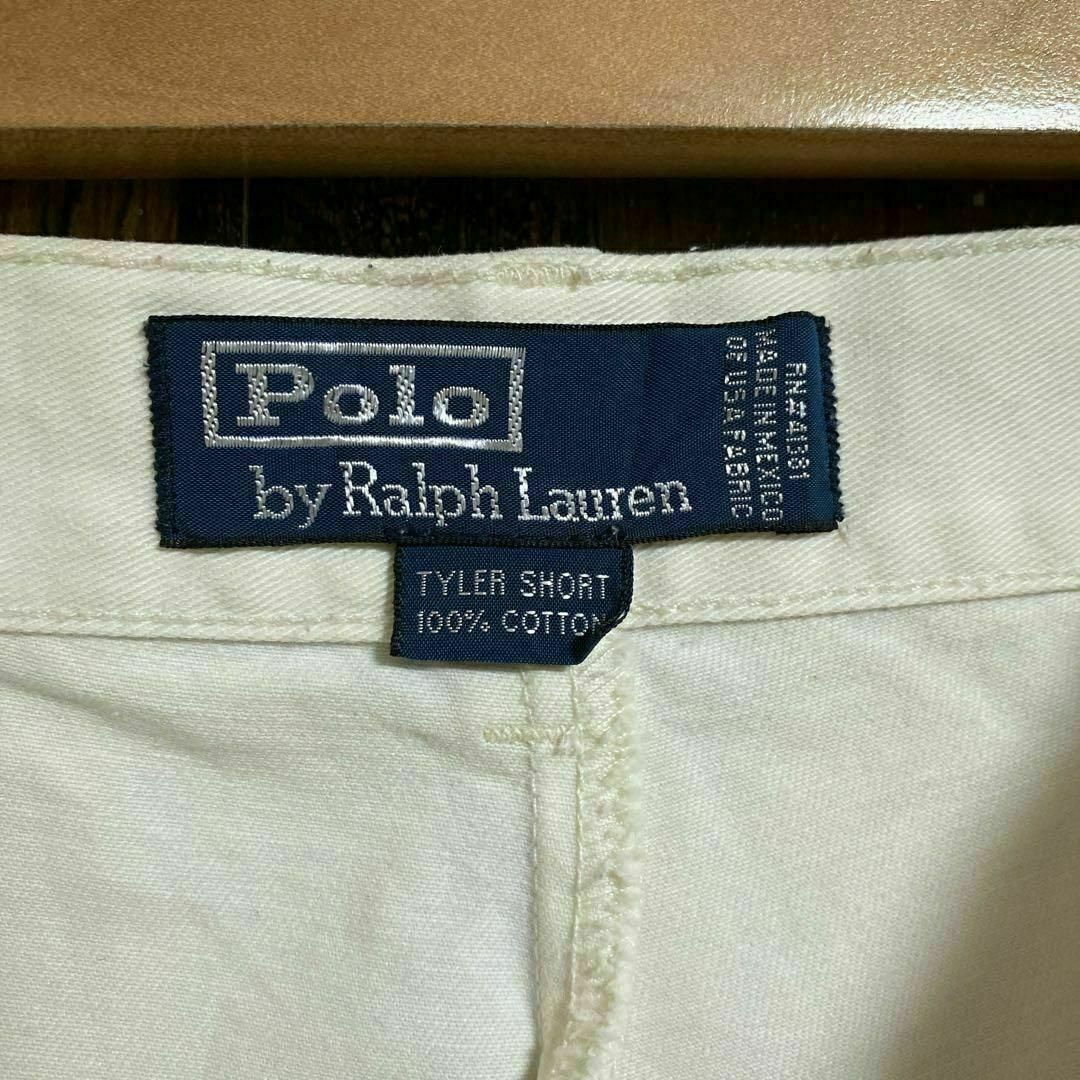 Polo
by Ralph Lauren
RN#41381
MADE IN MEXICO
OF USA FABRIC
TYLER SHORT
100% COTTON